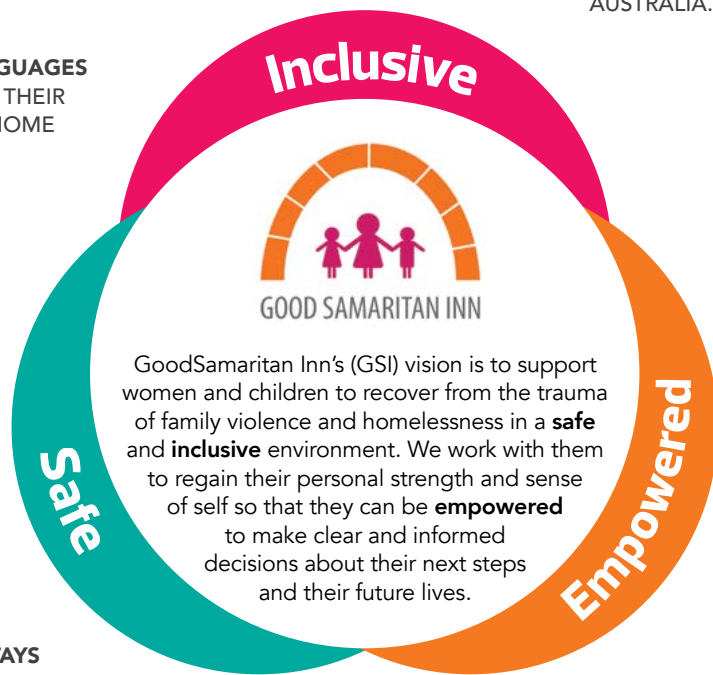 AUSTRALIA.
GUAGES
THEIR
HOME
Inclusive
GOOD SAMARITAN INN
GoodSamaritan Inn's (GSI) vision is to support
women and children to recover from the trauma
of family violence and homelessness in a safe
and inclusive environment. We work with them
to regain their personal strength and sense
of self so that they can be empowered
to make clear and informed
decisions about their next steps
and their future lives.
Safe
Empowered
TAYS